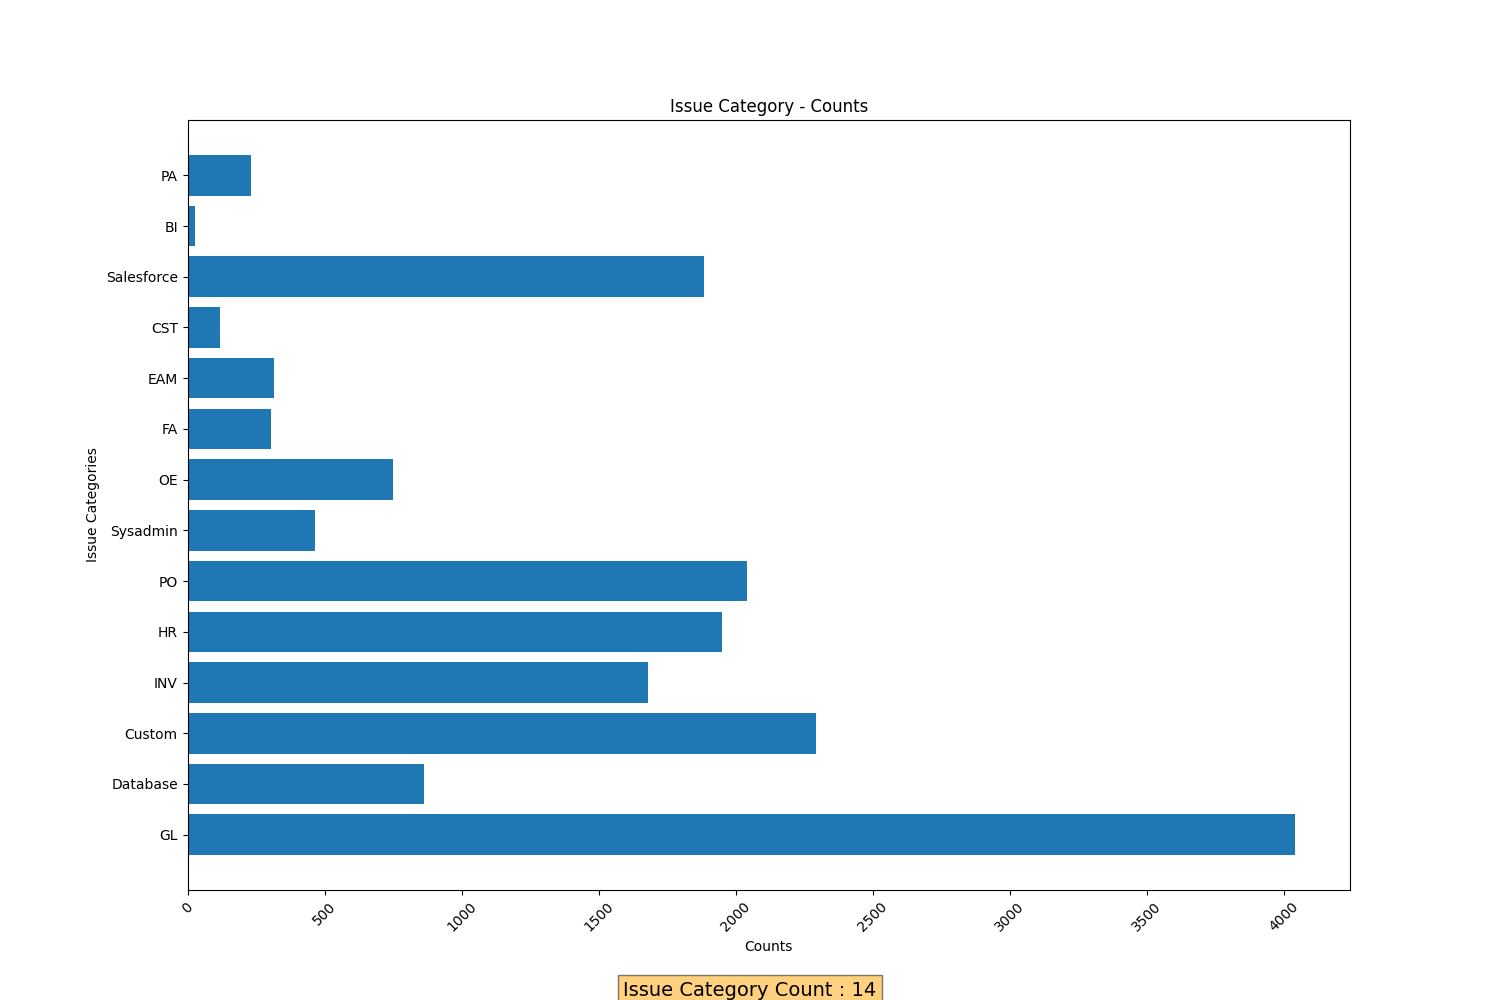 Issue Category - Counts
PA
BI
Salesforce
CST
EAM
FA
OE
Sysadmin
PO
HR
INV
Custom
Database
GL
Issue Categories
0 500 1000 1500 2000 2500 3000 3500 4000
Counts
Issue Category Count : 14